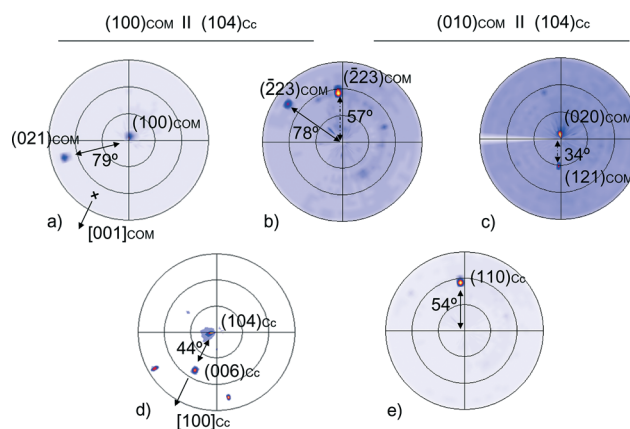 (100)COM II (104)Cc
(010)COM II (104)Cc
(100)COM
(021)COM
79º
[001]COM
a)
(2̄23)COM
(2̄23)COM
57º
78º
b)
(020)COM
34º
(121)COM
c)
(104)Cc
44º
(006)Cc
[100]Cc
d)
(110)Cc
54º
e)